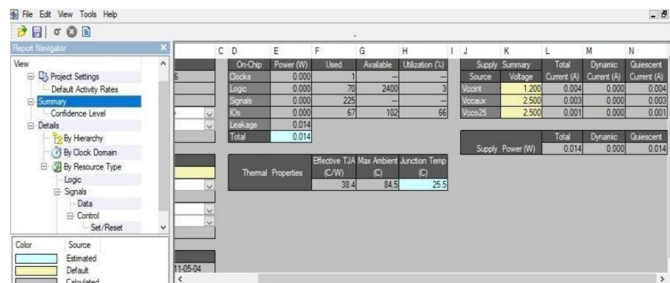 File Edit View Tools Help
Report Navigator X
View
Project Settings
Default Activity Rates
Summary
Confidence Level
Details
By Hierarchy
By Clock Domain
By Resource Type
Logic
Signals
Data
Control
Set/Reset
Color Source
Estimated
Default
Calculated
11-05-04
C D E F G H I J K L M N
On-Chip Power (W) Used Available Utilization (%)
Clocks 0.000 1 --- ---
Logic 0.000 70 2400 3
Signals 0.000 225 --- ---
IOs 0.000 67 102 66
Leakage 0.014
Total 0.014
Effective TJA Max Ambient Junction Temp
Thermal Properties (C/W) (C) (C)
38.4 84.5 25.5
Supply Summary Total Dynamic Quiescent
Source Voltage Current (A) Current (A) Current (A)
Vccint 1.200 0.004 0.000 0.004
Vccaux 2.500 0.003 0.000 0.003
Vcco25 2.500 0.001 0.000 0.001
Total Dynamic Quiescent
Supply Power (W) 0.014 0.000 0.014